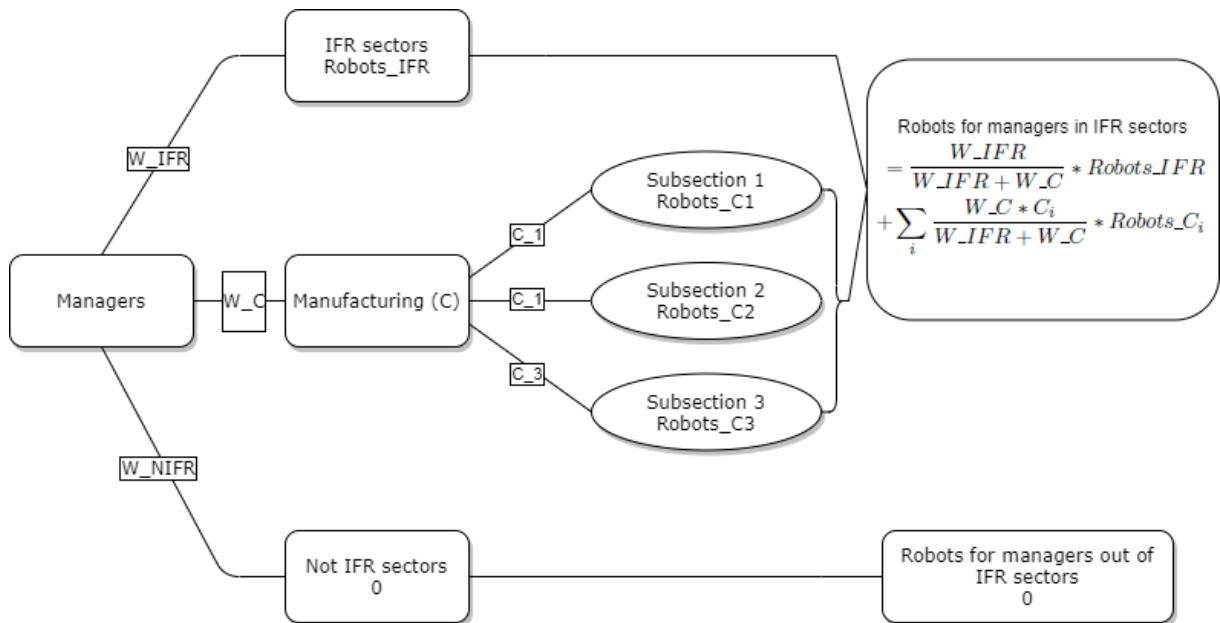 IFR sectors
Robots_IFR
W_IFR
Robots for managers in IFR sectors
= W_IFR / (W_IFR + W_C) * Robots_IFR
+ ∑_i (W_C * C_i) / (W_IFR + W_C) * Robots_C_i
Subsection 1
Robots_C1
C_1
Managers
W_C
Manufacturing (C)
C_1
Subsection 2
Robots_C2
C_3
Subsection 3
Robots_C3
W_NIFR
Not IFR sectors
0
Robots for managers out of
IFR sectors
0